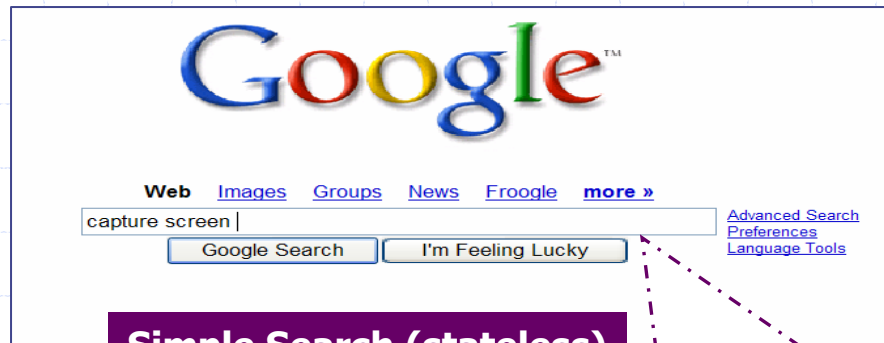 Google™
Web Images Groups News Froogle more »
capture screen
Advanced Search
Preferences
Language Tools
Google Search I'm Feeling Lucky
Simple Search (stateless)